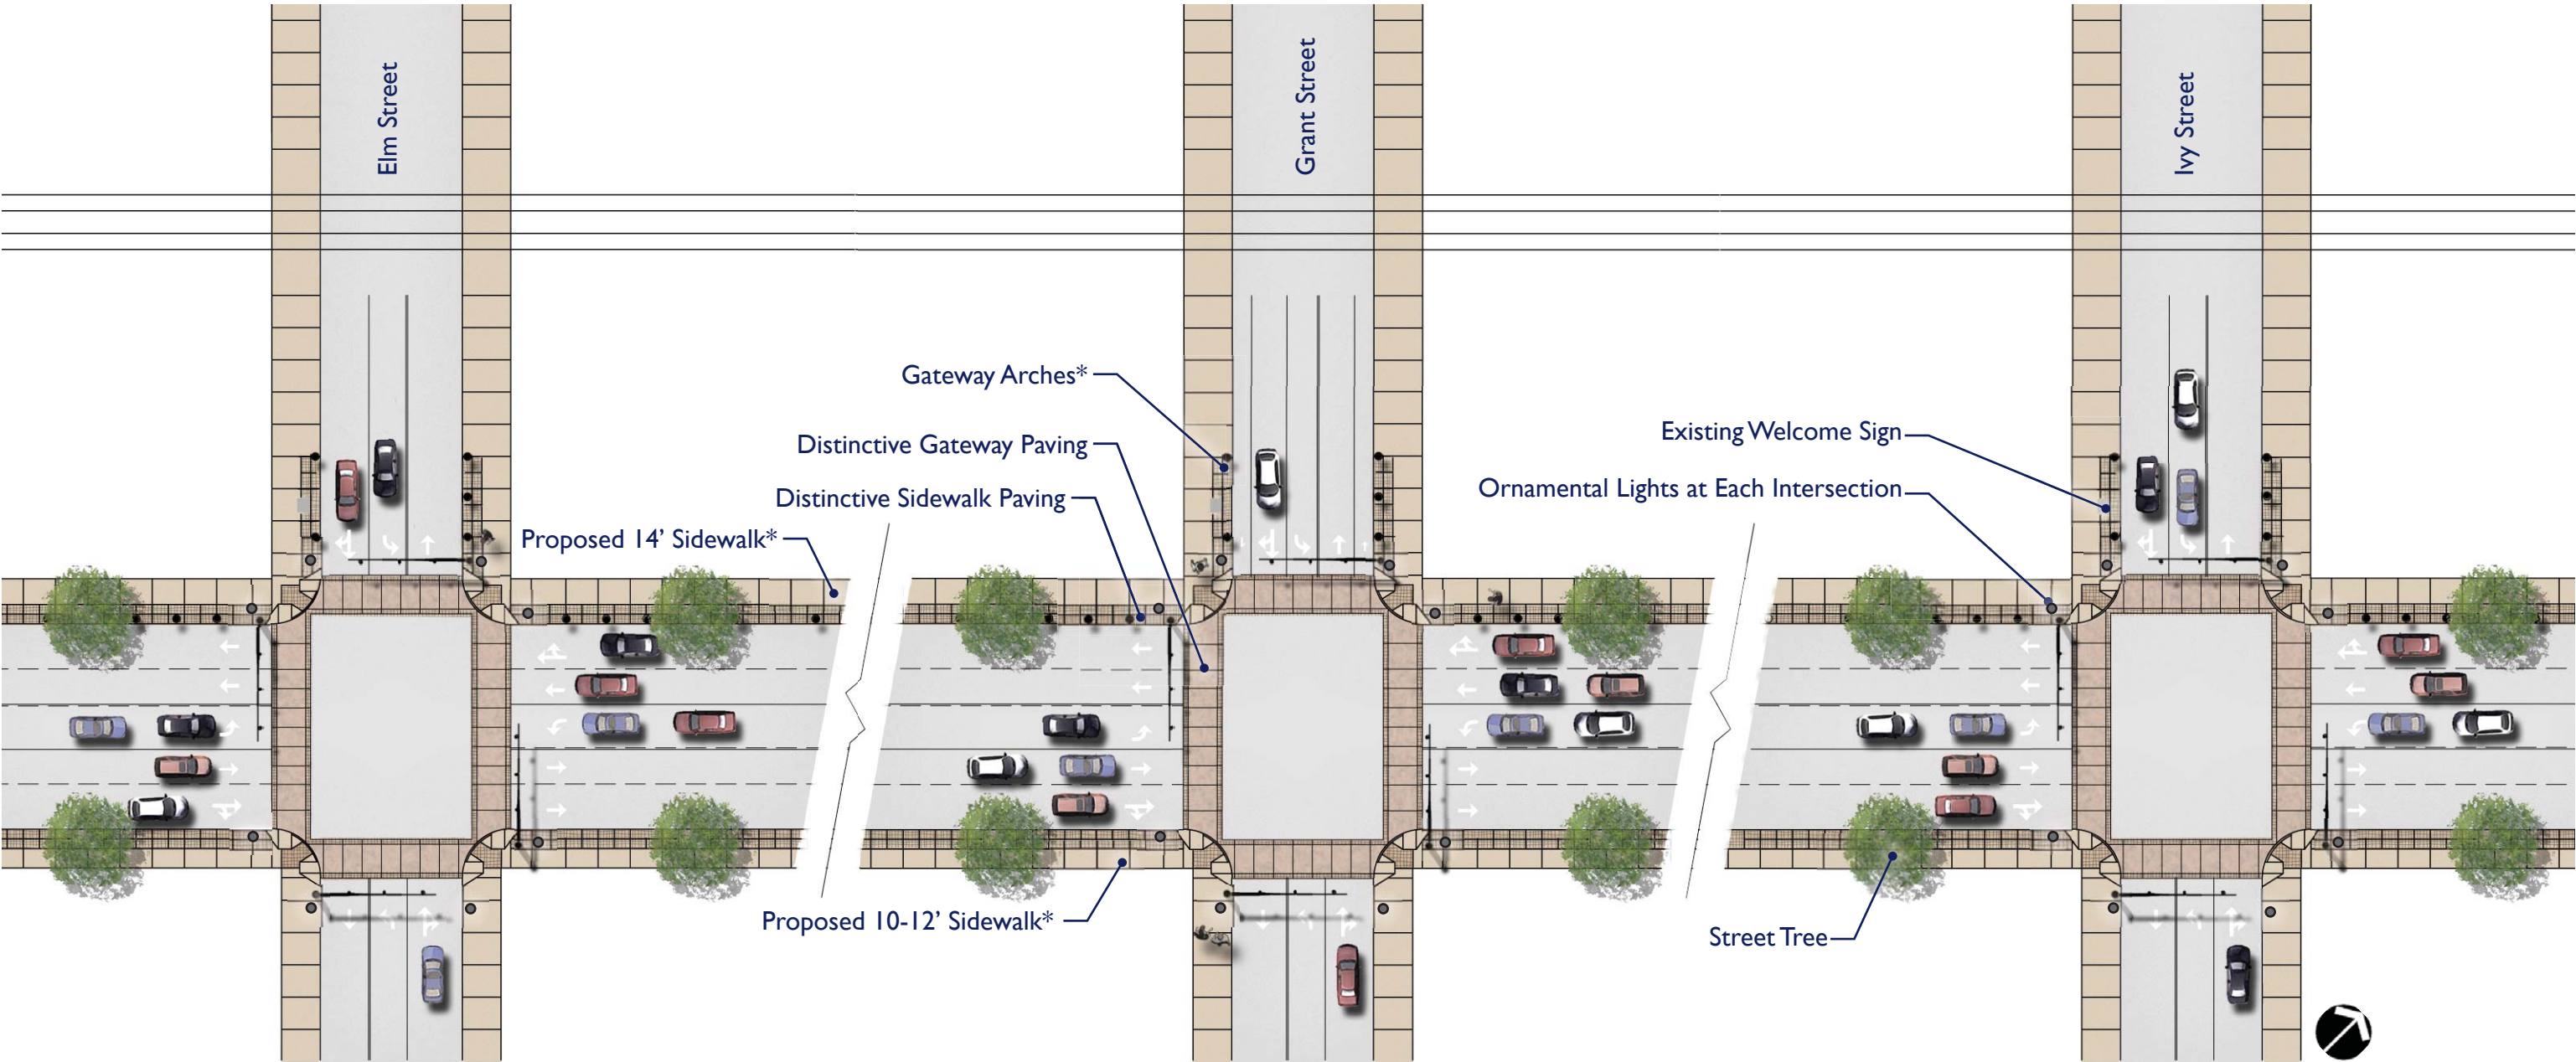 Elm Street
Grant Street
Ivy Street
Gateway Arches*
Distinctive Gateway Paving
Distinctive Sidewalk Paving
Proposed 14’ Sidewalk*
Existing Welcome Sign
Ornamental Lights at Each Intersection
Proposed 10-12’ Sidewalk*
Street Tree